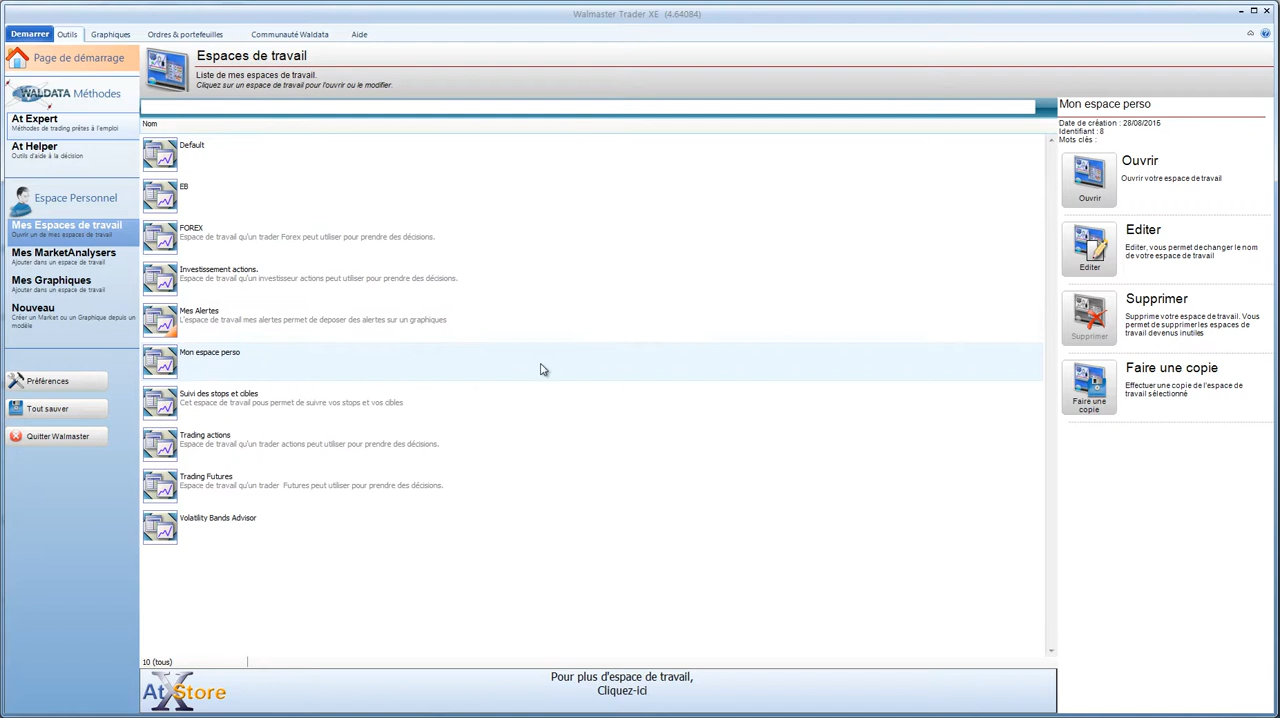 Walmaster Trader XE (4.64084)
Demarrer
Outils
Graphiques
Ordres & portefeuilles
Communauté Waldata
Aide
Page de démarrage
WALDATA Méthodes
At Expert
Méthodes de trading prêtes à l'emploi
At Helper
Outils d'aide à la décision
Espace Personnel
Mes Espaces de travail
Ouvrir un de mes espaces de travail
Mes MarketAnalysers
Ajouter dans un espace de travail
Mes Graphiques
Ajouter dans un espace de travail
Nouveau
Créer un Market ou un Graphique depuis un
modèle
Préférences
Tout sauver
Quitter Walmaster
Espaces de travail
Liste de mes espaces de travail.
Cliquez sur un espace de travail pour l'ouvrir ou le modifier.
Nom
Default
EB
FOREX
Espace de travail qu'un trader Forex peut utiliser pour prendre des décisions.
Investissement actions.
Espace de travail qu'un investisseur actions peut utiliser pour prendre des décisions.
Mes Alertes
L'espace de travail mes alertes permet de deposer des alertes sur un graphiques
Mon espace perso
Suivi des stops et cibles
Cet espace de travail pous permet de suivre vos stops et vos cibles
Trading actions
Espace de travail qu'un trader actions peut utiliser pour prendre des décisions.
Trading Futures
Espace de travail qu'un trader Futures peut utiliser pour prendre des décisions.
Volatility Bands Advisor
10 (tous)
At X Store
Pour plus d'espace de travail,
Cliquez-ici
Mon espace perso
Date de création : 28/08/2015
Identifiant : 8
Mots clés :
Ouvrir
Ouvrir
Ouvrir votre espace de travail
Editer
Editer
Editer, vous permet dechanger le nom
de votre espace de travail
Supprimer
Supprimer
Supprime votre espace de travail. Vous
permet de supprimer les espaces de
travail devenus inutiles
Faire une
copie
Faire une copie
Effectuer une copie de l'espace de
travail sélectionné